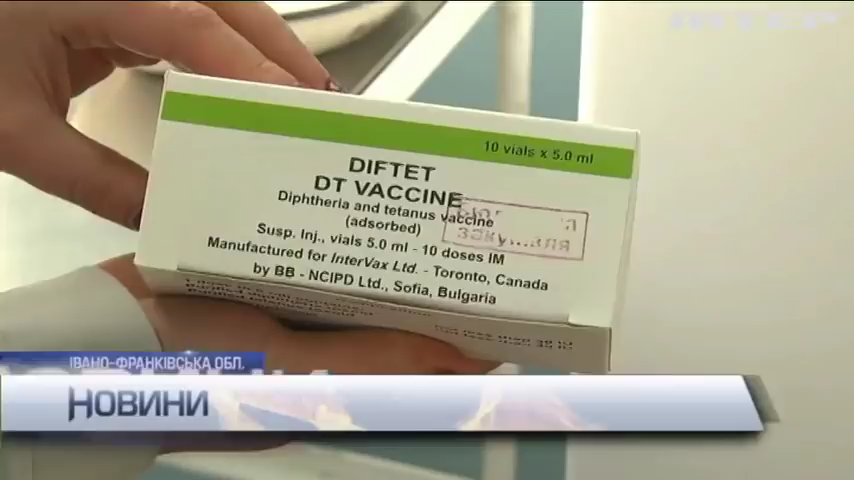 10 vials x 5.0 ml
DIFTET
DT VACCINE
Diphtheria and tetanus vaccine
(adsorbed)
Susp. Inj., vials 5.0 ml - 10 doses IM
Manufactured for InterVax Ltd. - Toronto, Canada
by BB - NCIPD Ltd., Sofia, Bulgaria
ІВАНО-ФРАНКІВСЬКА ОБЛ.
НОВИНИ